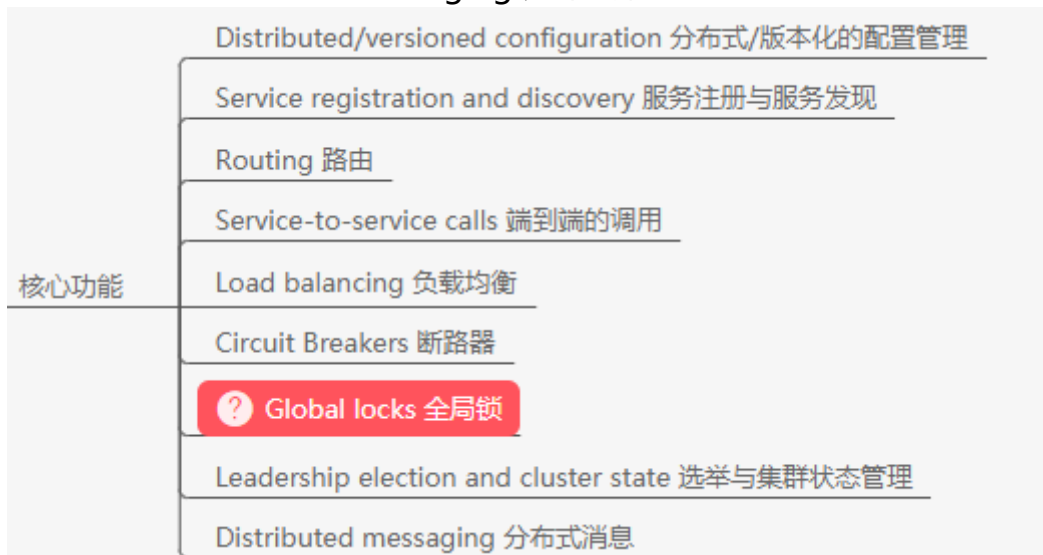 Distributed/versioned configuration 分布式/版本化的配置管理
Service registration and discovery 服务注册与服务发现
Routing 路由
Service-to-service calls 端到端的调用
核心功能
Load balancing 负载均衡
Circuit Breakers 断路器
? Global locks 全局锁
Leadership election and cluster state 选举与集群状态管理
Distributed messaging 分布式消息